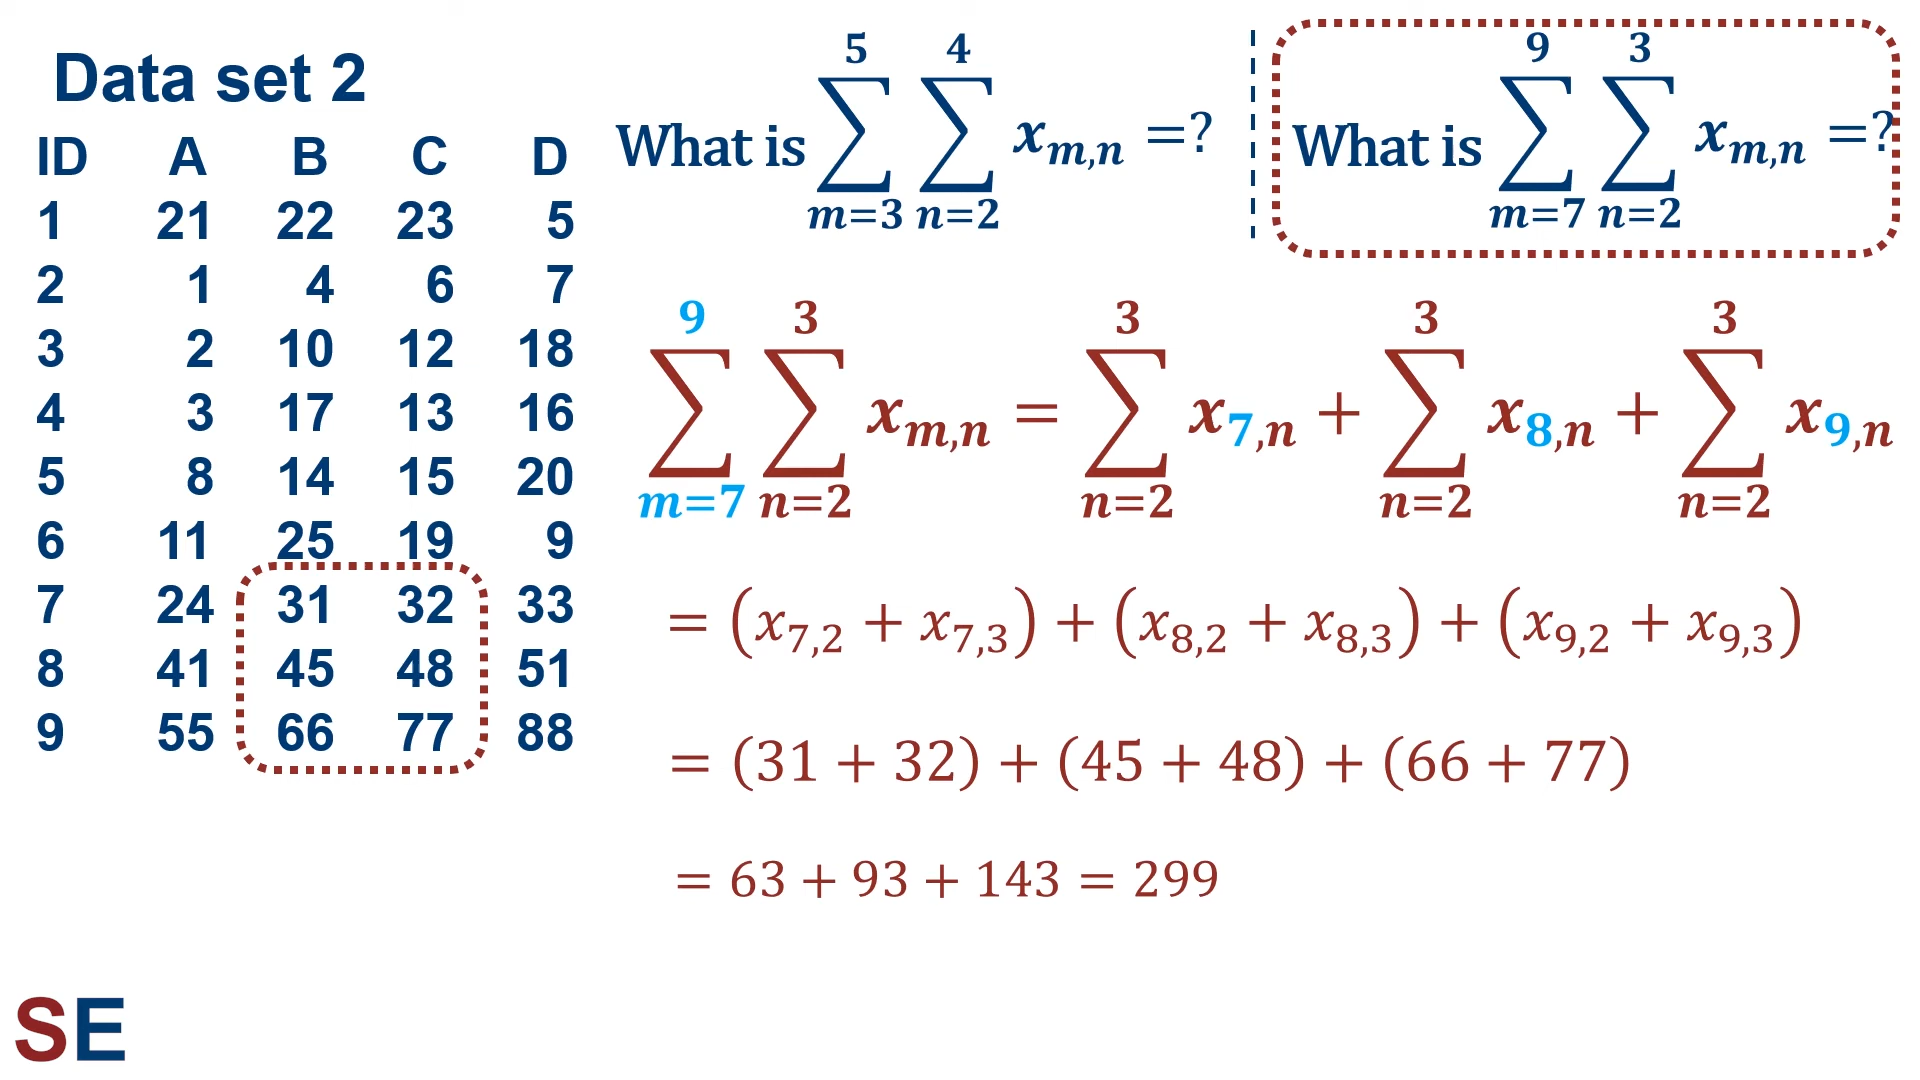 Data set 2
ID A B C D
1 21 22 23 5
2 1 4 6 7
3 2 10 12 18
4 3 17 13 16
5 8 14 15 20
6 11 25 19 9
7 24 31 32 33
8 41 45 48 51
9 55 66 77 88
What is ∑_{m=3}^{5} ∑_{n=2}^{4} x_{m,n} =?
What is ∑_{m=7}^{9} ∑_{n=2}^{3} x_{m,n} =?
∑_{m=7}^{9} ∑_{n=2}^{3} x_{m,n} = ∑_{n=2}^{3} x_{7,n} + ∑_{n=2}^{3} x_{8,n} + ∑_{n=2}^{3} x_{9,n}
= (x_{7,2} + x_{7,3}) + (x_{8,2} + x_{8,3}) + (x_{9,2} + x_{9,3})
= (31 + 32) + (45 + 48) + (66 + 77)
= 63 + 93 + 143 = 299
SE